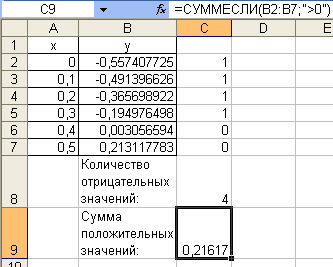 C9 fx =СУММЕСЛИ(B2:B7;">0")
A B C D E
1 x y
2 0 -0,557407725 1
3 0,1 -0,491396626 1
4 0,2 -0,365698922 1
5 0,3 -0,194976498 1
6 0,4 0,003056594 0
7 0,5 0,213117783 0
Количество
отрицательных
8 значений: 4
Сумма
положительных
9 значений: 0,21617